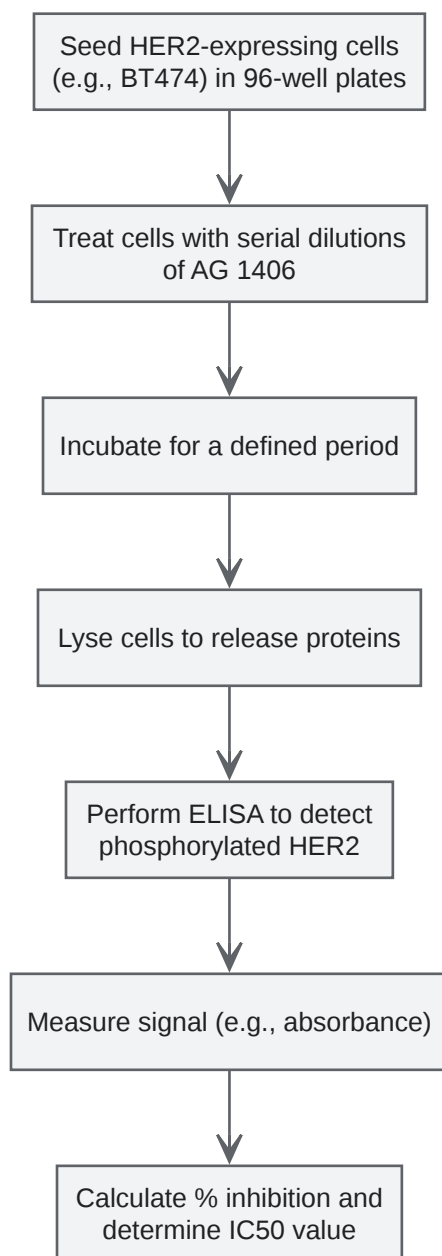 Seed HER2-expressing cells
(e.g., BT474) in 96-well plates
Treat cells with serial dilutions
of AG 1406
Incubate for a defined period
Lyse cells to release proteins
Perform ELISA to detect
phosphorylated HER2
Measure signal (e.g., absorbance)
Calculate % inhibition and
determine IC50 value